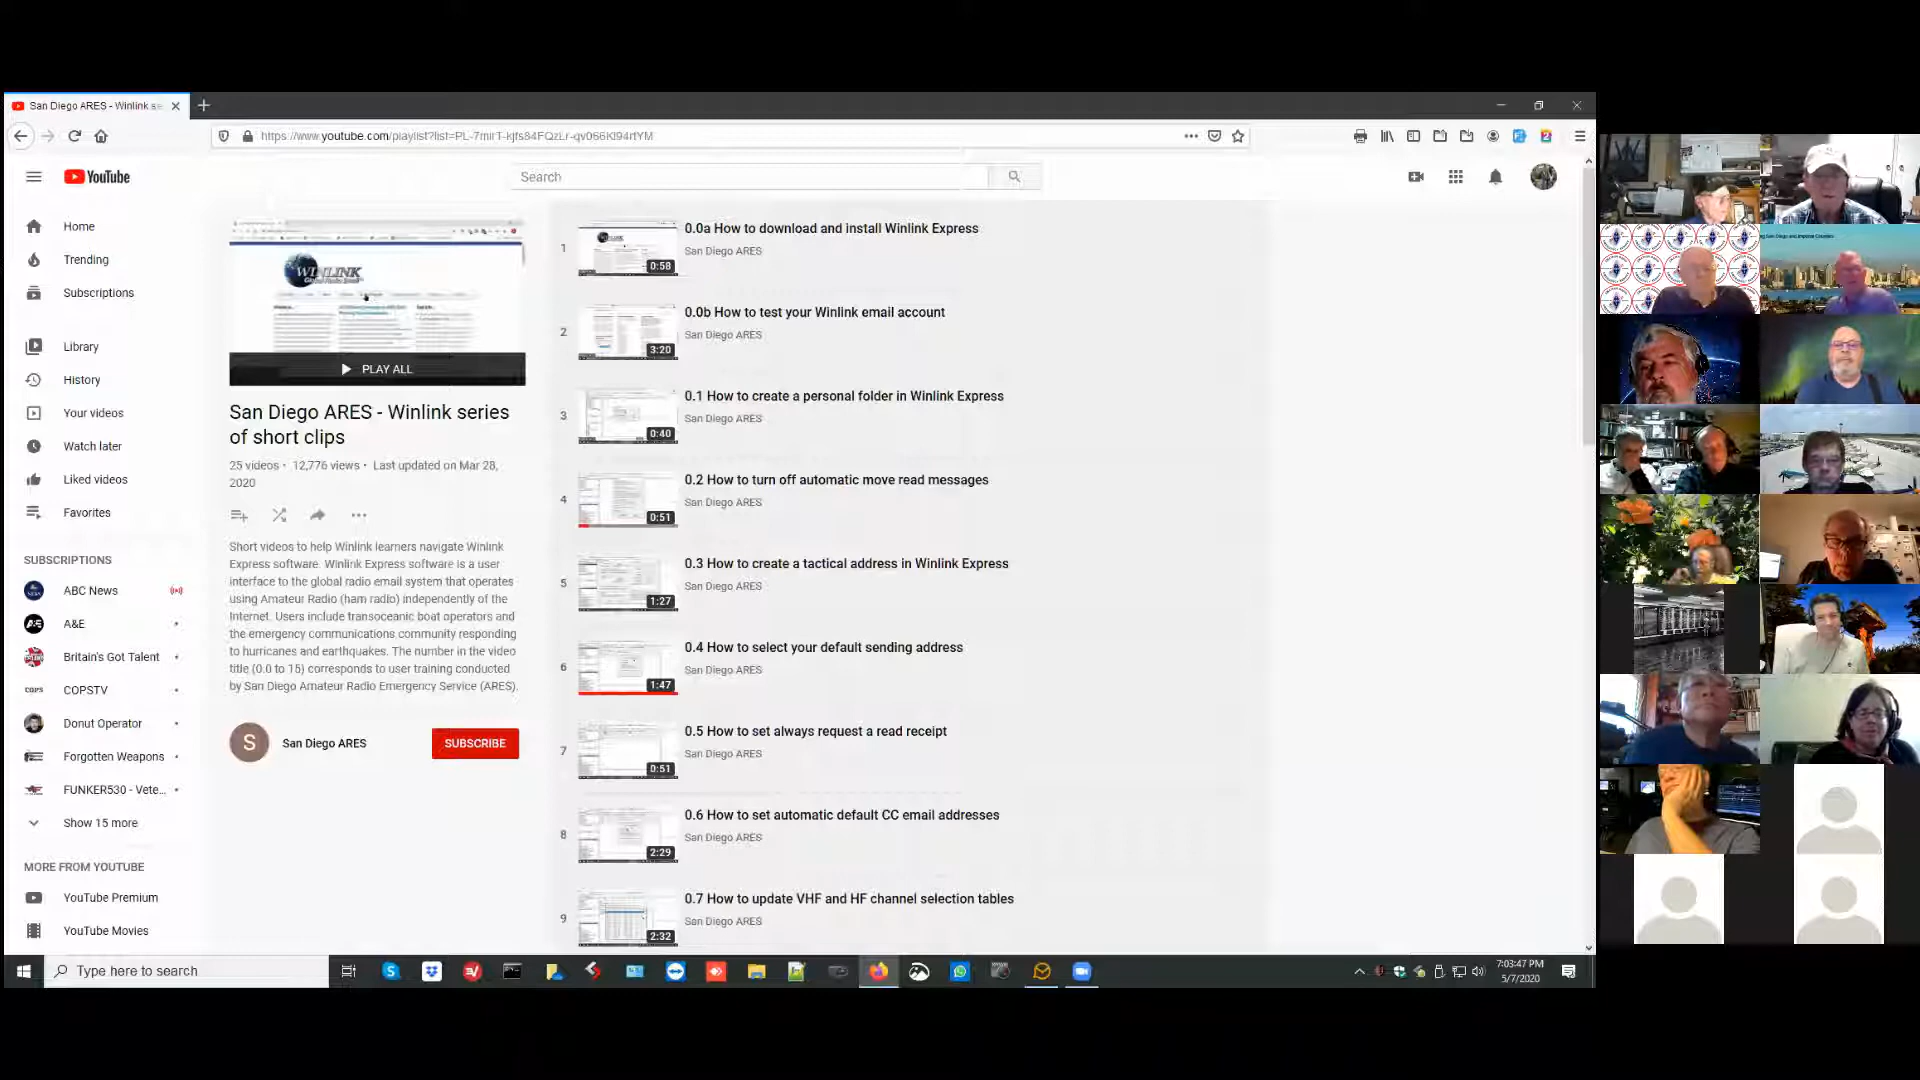 San Diego ARES - Winlink s
https://www.youtube.com/playlist?list=PL-7mirT-kjfs84FQzLr-qv066Kl94rtYM
YouTube
Search
Home
Trending
Subscriptions
Library
History
Your videos
Watch later
Liked videos
Favorites
SUBSCRIPTIONS
ABC News
A&E
Britain's Got Talent
COPS
COPSTV
Donut Operator
Forgotten Weapons
FUNKER530 - Vete...
Show 15 more
MORE FROM YOUTUBE
YouTube Premium
YouTube Movies
WINLINK
Global Radio Email
PLAY ALL
San Diego ARES - Winlink series
of short clips
25 videos • 12,776 views • Last updated on Mar 28,
2020
Short videos to help Winlink learners navigate Winlink
Express software. Winlink Express software is a user
interface to the global radio email system that operates
using Amateur Radio (ham radio) independently of the
Internet. Users include transoceanic boat operators and
the emergency communications community responding
to hurricanes and earthquakes. The number in the video
title (0.0 to 15) corresponds to user training conducted
by San Diego Amateur Radio Emergency Service (ARES).
S
San Diego ARES
SUBSCRIBE
1
0:58
0.0a How to download and install Winlink Express
San Diego ARES
2
3:20
0.0b How to test your Winlink email account
San Diego ARES
3
0:40
0.1 How to create a personal folder in Winlink Express
San Diego ARES
4
0:51
0.2 How to turn off automatic move read messages
San Diego ARES
5
1:27
0.3 How to create a tactical address in Winlink Express
San Diego ARES
6
1:47
0.4 How to select your default sending address
San Diego ARES
7
0:51
0.5 How to set always request a read receipt
San Diego ARES
8
2:29
0.6 How to set automatic default CC email addresses
San Diego ARES
9
2:32
0.7 How to update VHF and HF channel selection tables
San Diego ARES
Type here to search
7:03:47 PM
5/7/2020
San Diego and Imperial Counties